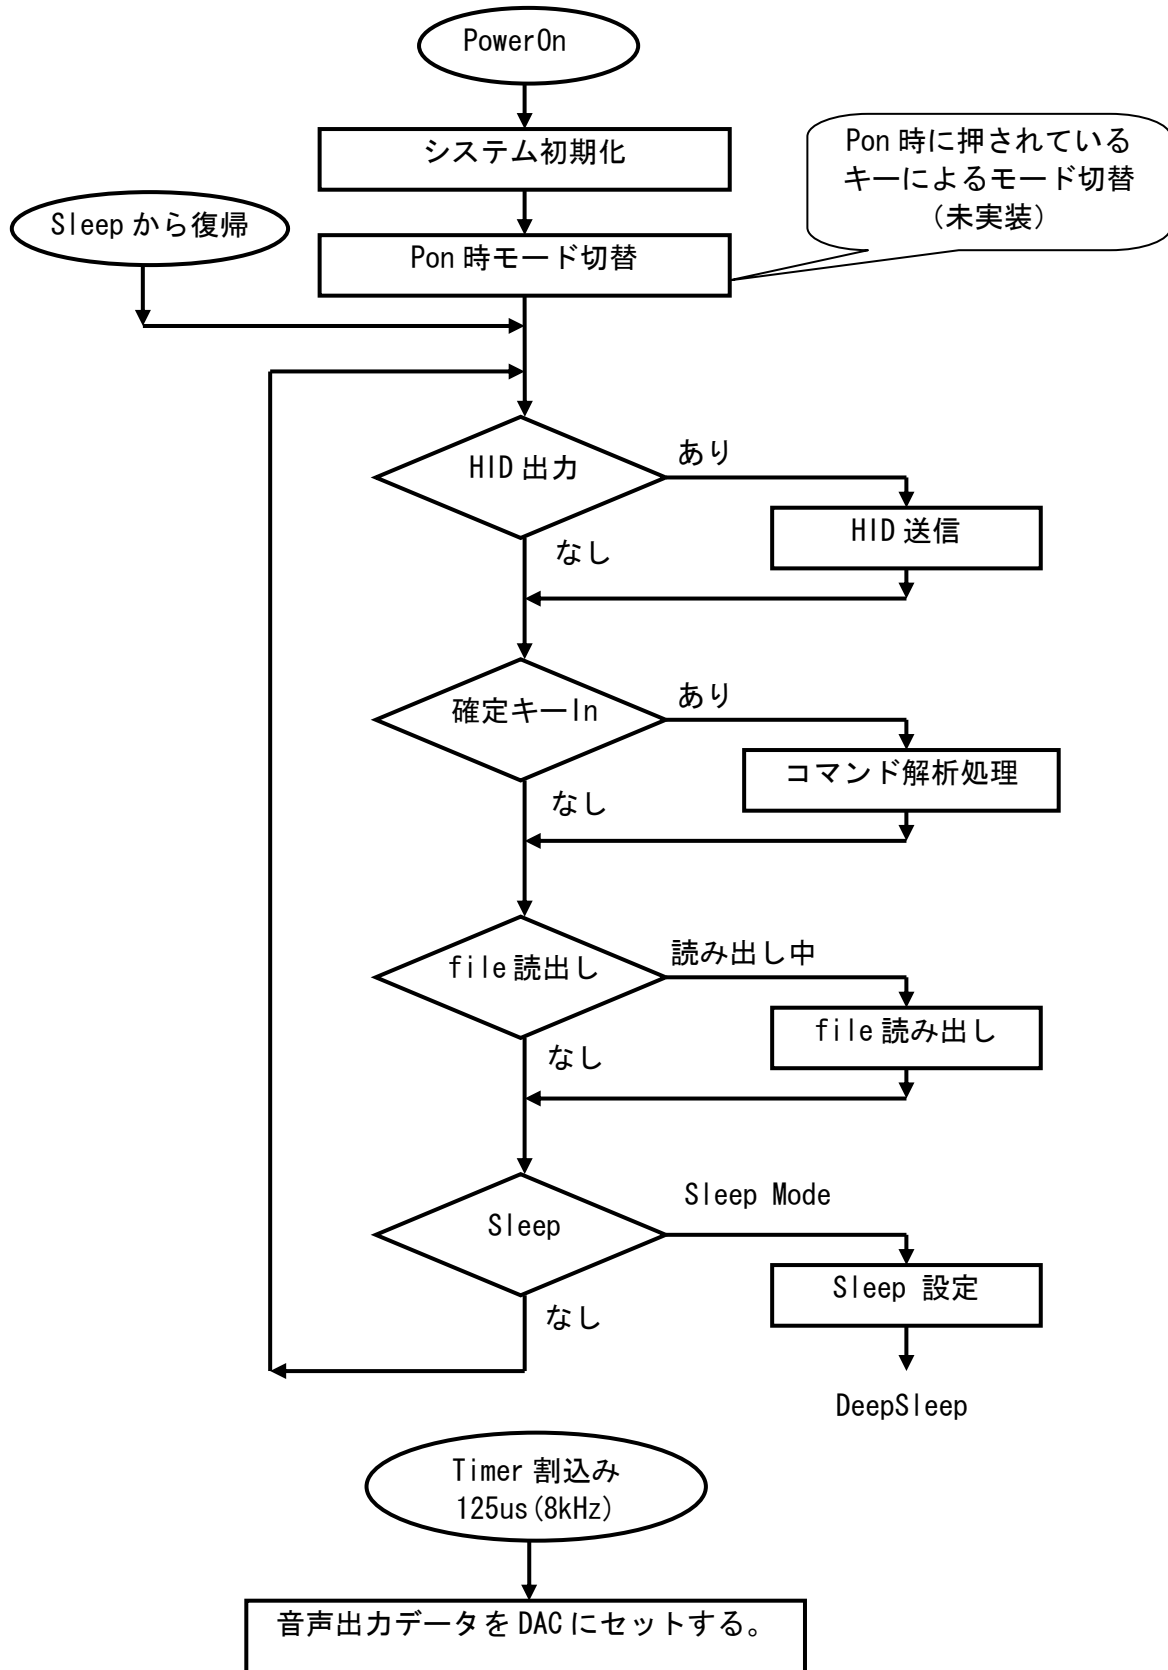 PowerOn
システム初期化
Pon 時に押されている
キーによるモード切替
（未実装）
Sleep から復帰
Pon 時モード切替
HID 出力
あり
HID 送信
なし
確定キーIn
あり
コマンド解析処理
なし
file 読出し
読み出し中
file 読み出し
なし
Sleep
Sleep Mode
Sleep 設定
なし
DeepSleep
Timer 割込み
125us(8kHz)
音声出力データを DAC にセットする。